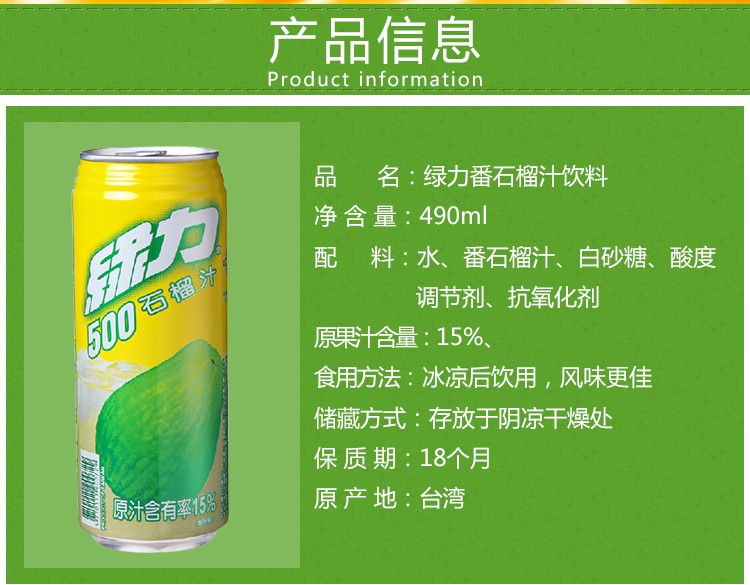 产品信息
Product information
品 名：绿力番石榴汁饮料
净 含 量：490ml
配 料：水、番石榴汁、白砂糖、酸度
调节剂、抗氧化剂
原果汁含量：15%、
食用方法：冰凉后饮用，风味更佳
储藏方式：存放于阴凉干燥处
保 质 期：18个月
原 产 地：台湾
绿力
500石榴汁
原汁含有率15%